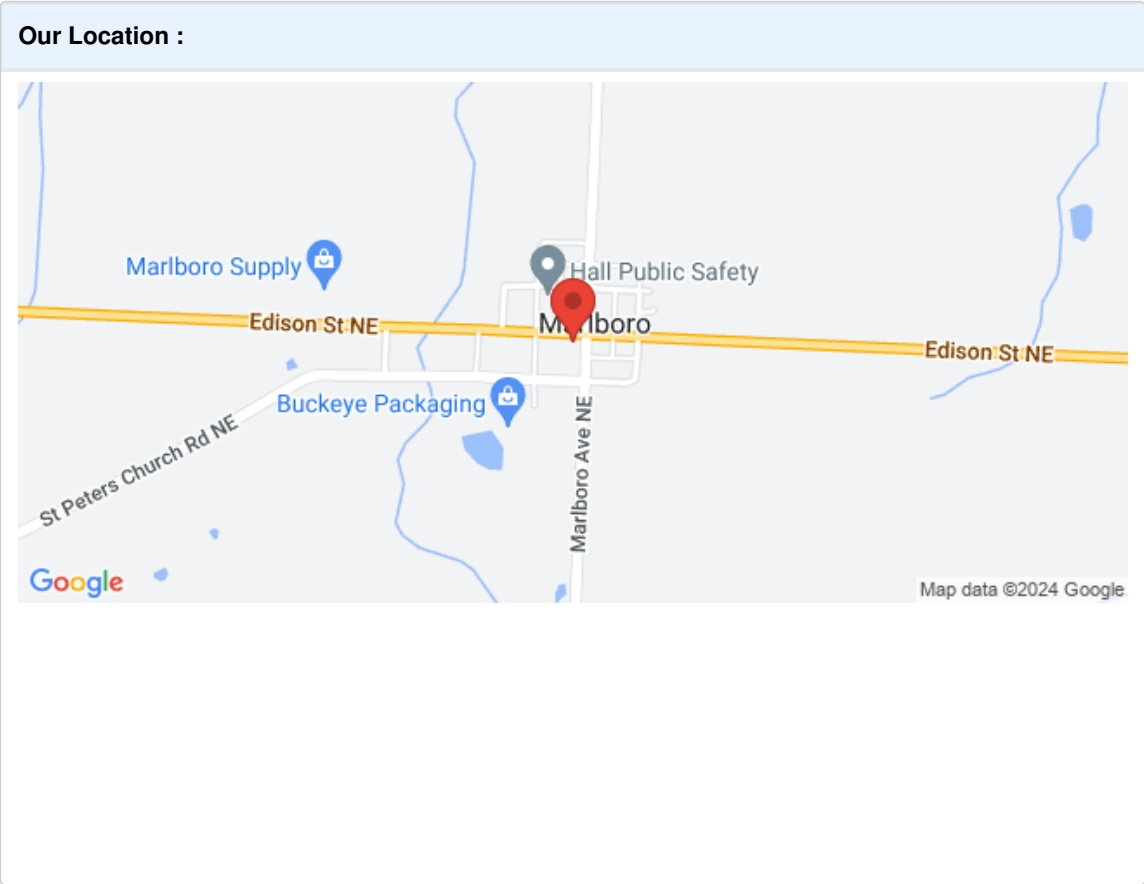 Our Location :
Marlboro Supply
Hall Public Safety
Edison St NE
Marlboro
Edison St NE
Buckeye Packaging
St Peters Church Rd NE
Marlboro Ave NE
Google
Map data ©2024 Google